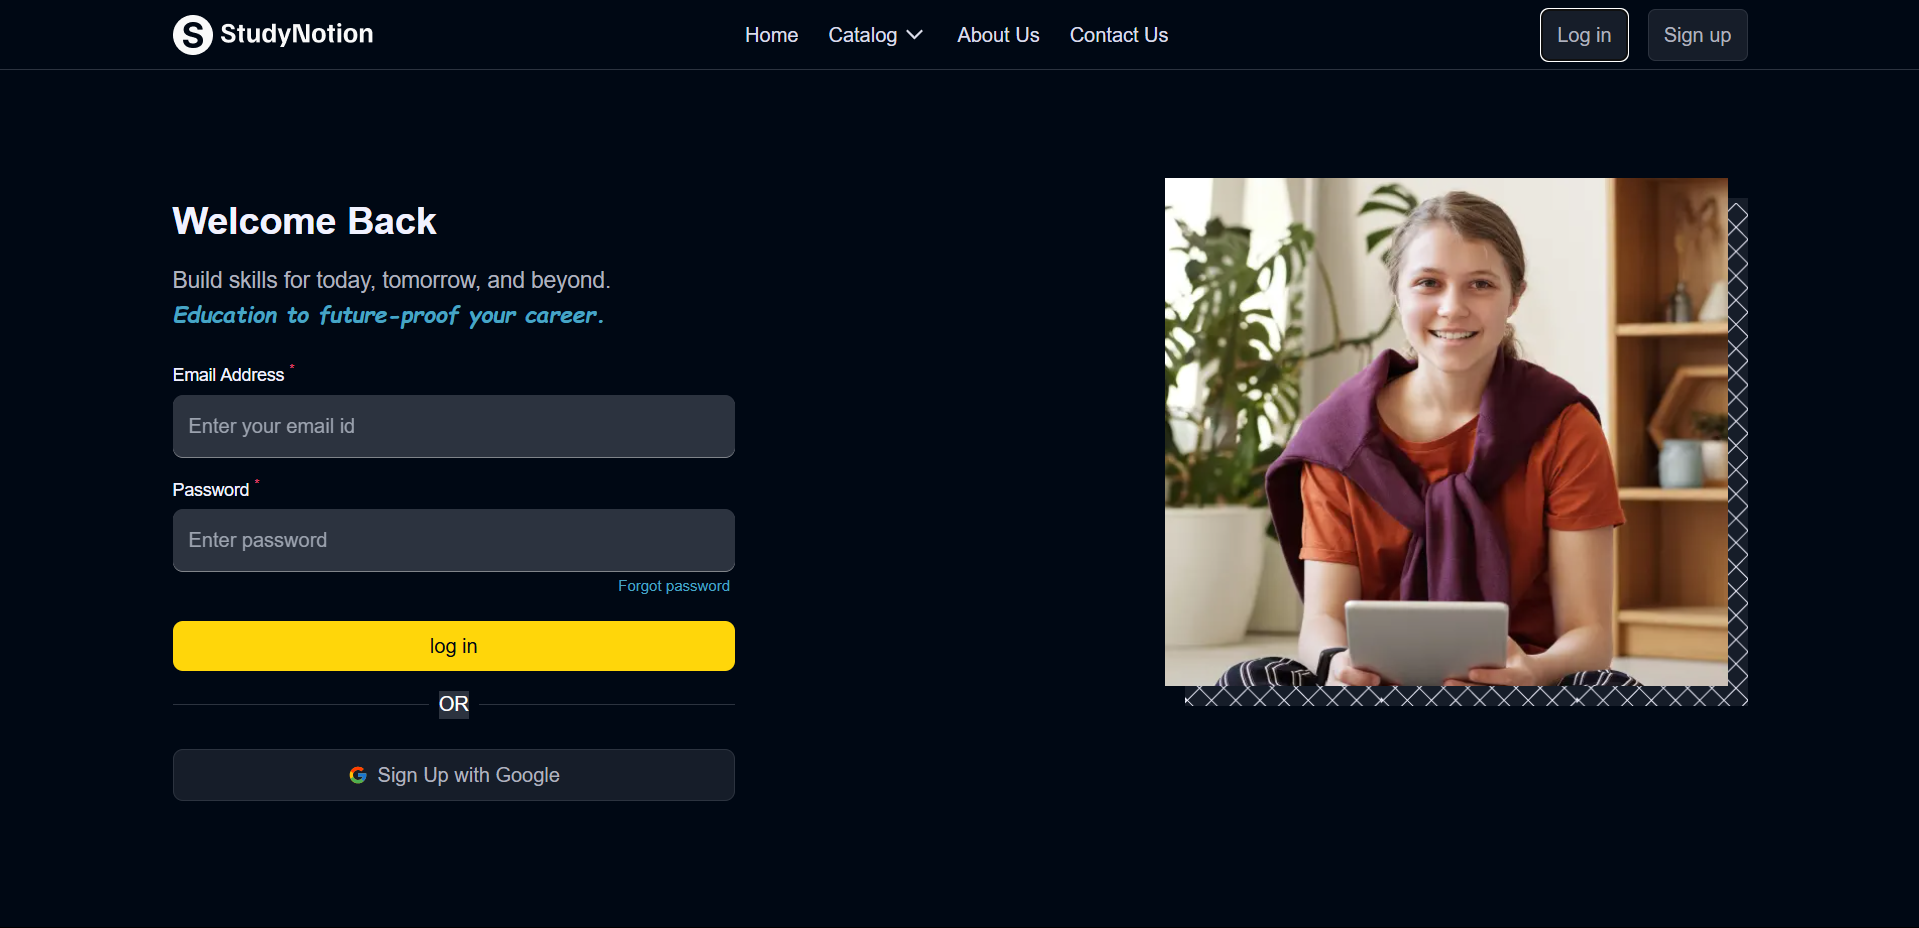 StudyNotion
Home
Catalog
About Us
Contact Us
Log in
Sign up
Welcome Back
Build skills for today, tomorrow, and beyond.
Education to future-proof your career.
Email Address *
Enter your email id
Password *
Enter password
Forgot password
log in
OR
Sign Up with Google